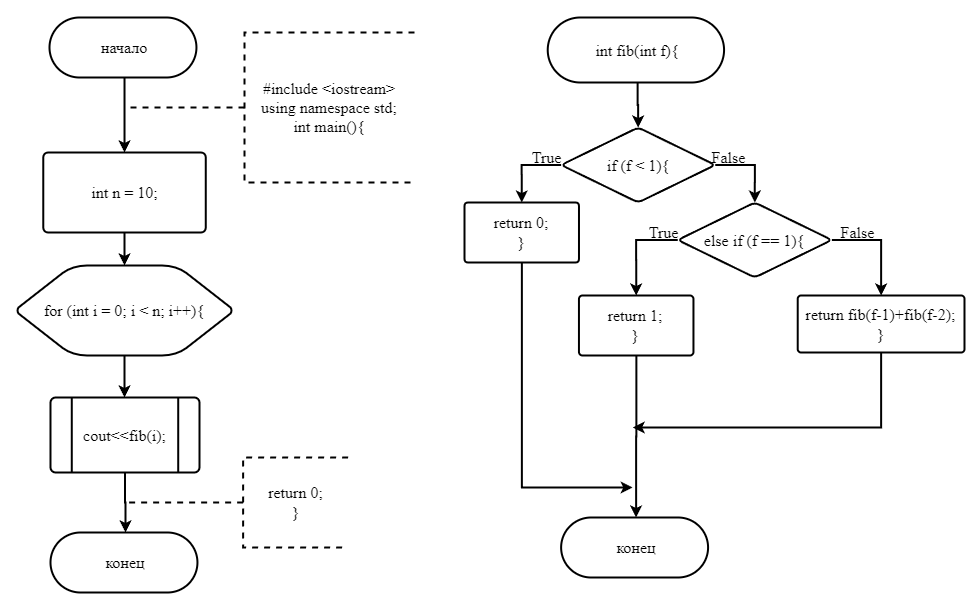 начало
#include <iostream>
using namespace std;
int main(){
int n = 10;
for (int i = 0; i < n; i++){
cout<<fib(i);
return 0;
}
конец
int fib(int f){
if (f < 1){
True
False
return 0;
}
else if (f == 1){
True
False
return 1;
}
return fib(f-1)+fib(f-2);
}
конец